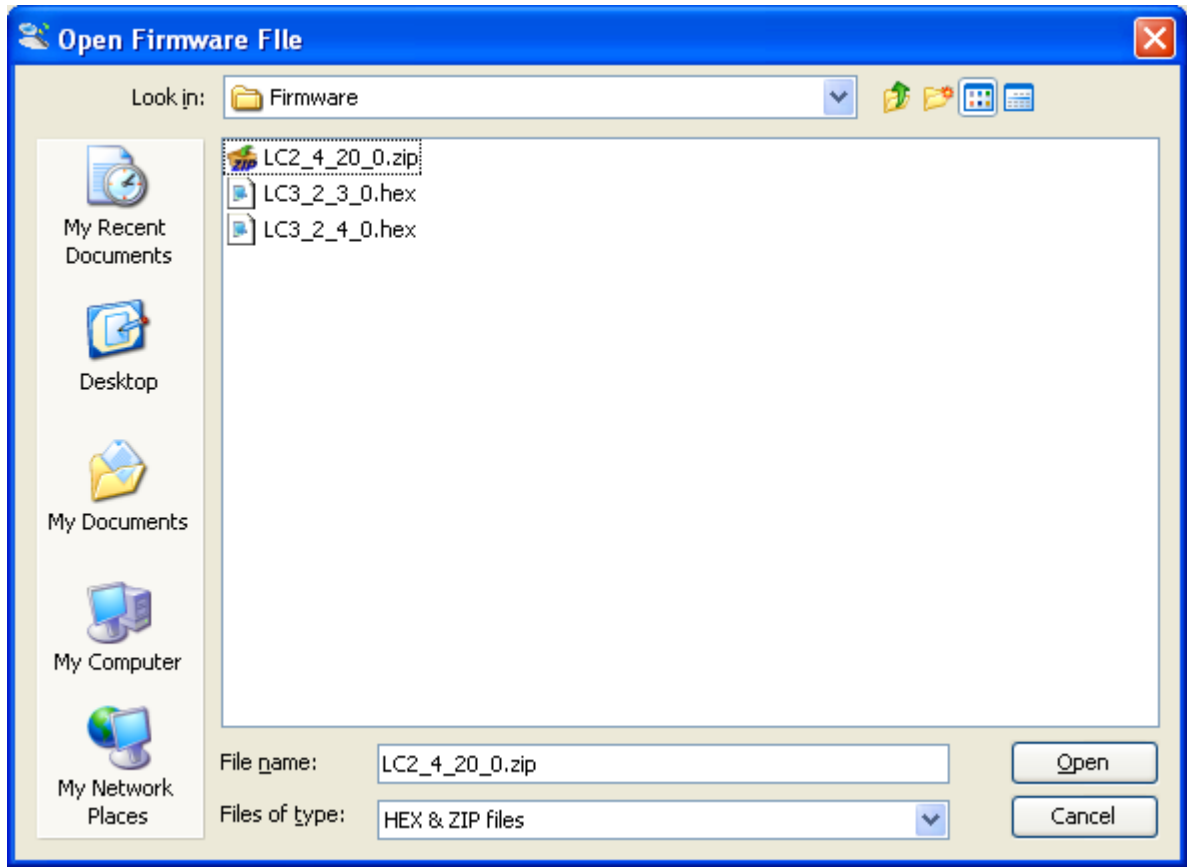 Open Firmware FIle
Look in:
Firmware
LC2_4_20_0.zip
LC3_2_3_0.hex
LC3_2_4_0.hex
My Recent
Documents
Desktop
My Documents
My Computer
My Network
Places
File name:
LC2_4_20_0.zip
Open
Files of type:
HEX & ZIP files
Cancel